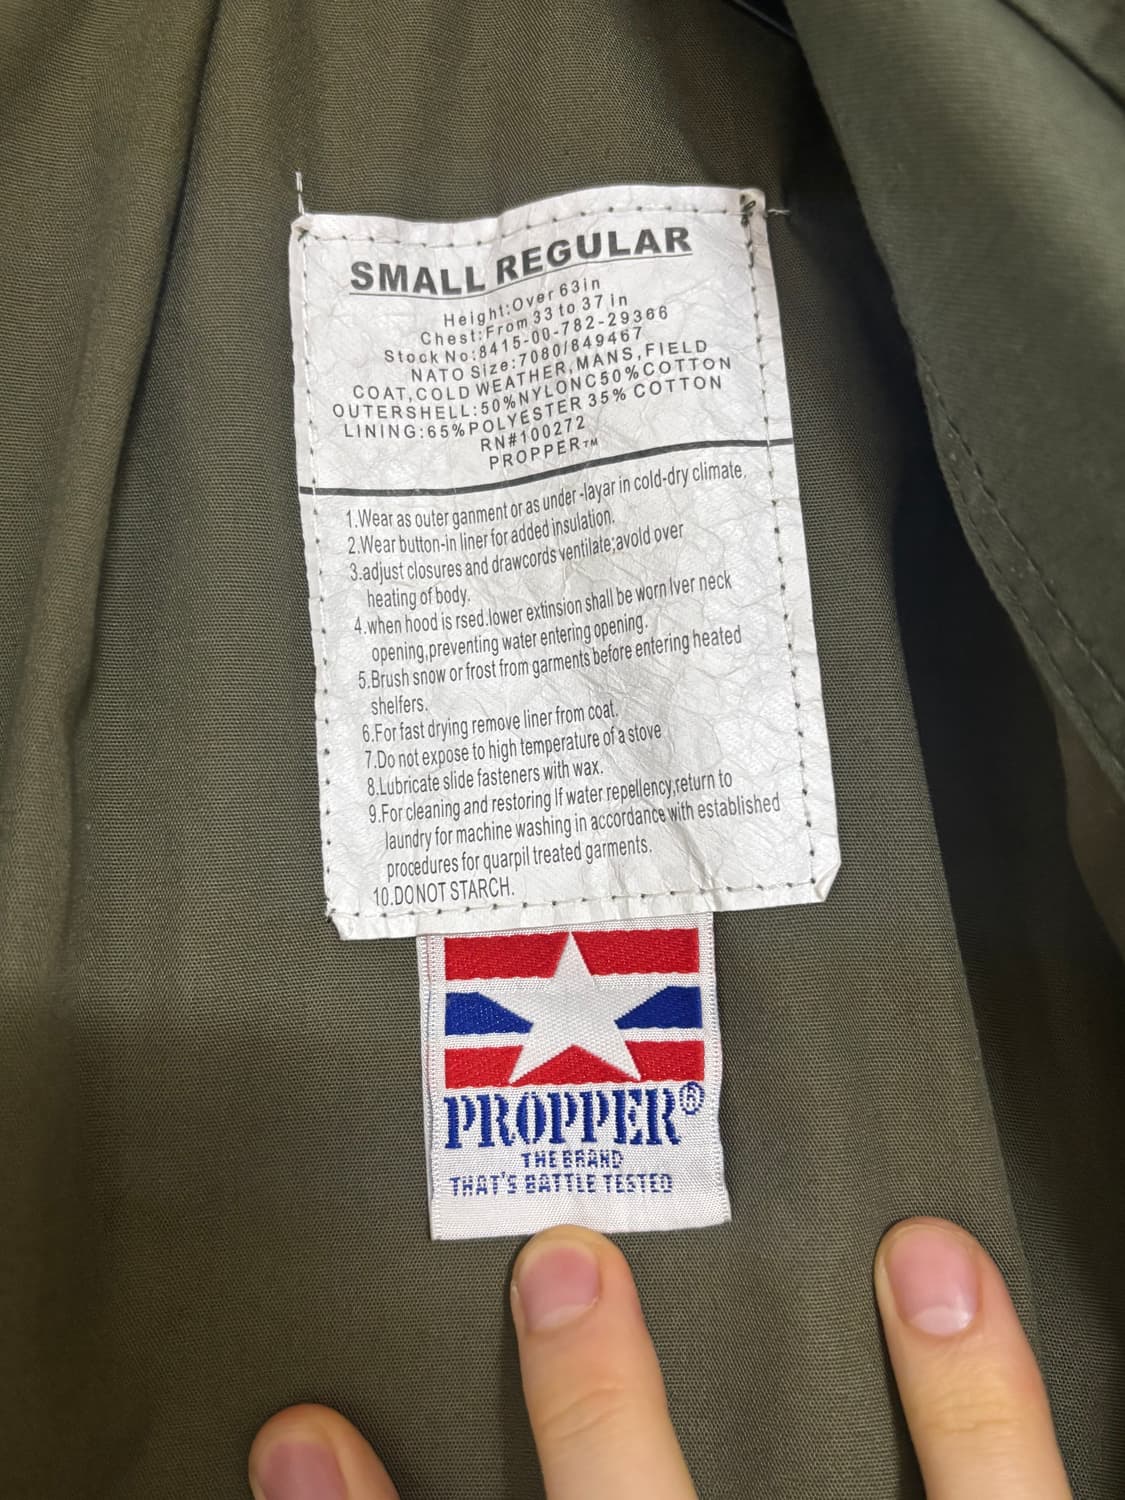 SMALL REGULAR
Height:Over 63in
Chest:From 33 to 37 in
Stock No:8415-00-782-29366
NATO Size:7080/849467
COAT,COLD WEATHER,MANS,FIELD
OUTERSHELL:50%NYLONC50%COTTON
LINING:65%POLYESTER 35% COTTON
RN#100272
PROPPER™
1.Wear as outer ganment or as under-layar in cold-dry climate.
2.Wear button-in liner for added insulation.
3.adjust closures and drawcords ventilate;avold over
heating of body.
4.when hood is rsed.lower extinsion shall be worn lver neck
opening,preventing water entering opening.
5.Brush snow or frost from garments before entering heated
shelfers.
6.For fast drying remove liner from coat.
7.Do not expose to high temperature of a stove
8.Lubricate slide fasteners with wax.
9.For cleaning and restoring lf water repellency,return to
laundry for machine washing in accordance with established
procedures for quarpil treated garments.
10.DO NOT STARCH.
PROPPER®
THE BRAND
THAT'S BATTLE TESTED